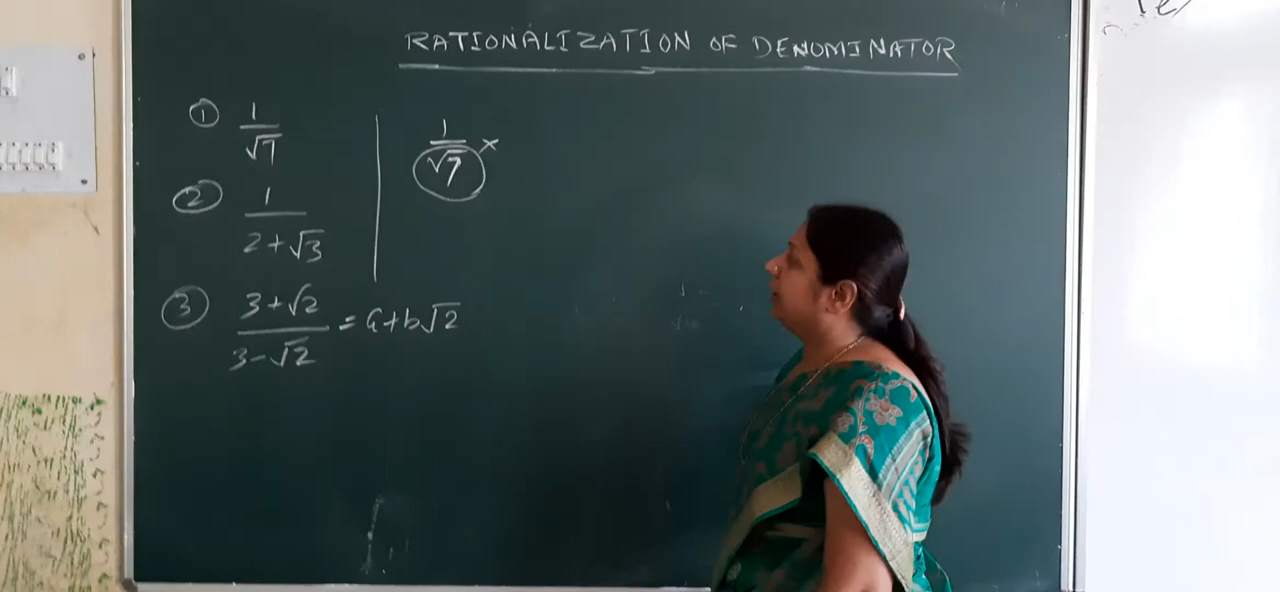 RATIONALIZATION OF DENOMINATOR
① 1/√7
② 1/(2+√3)
③ (3+√2)/(3-√2) = a+b√2
1/√7 ×